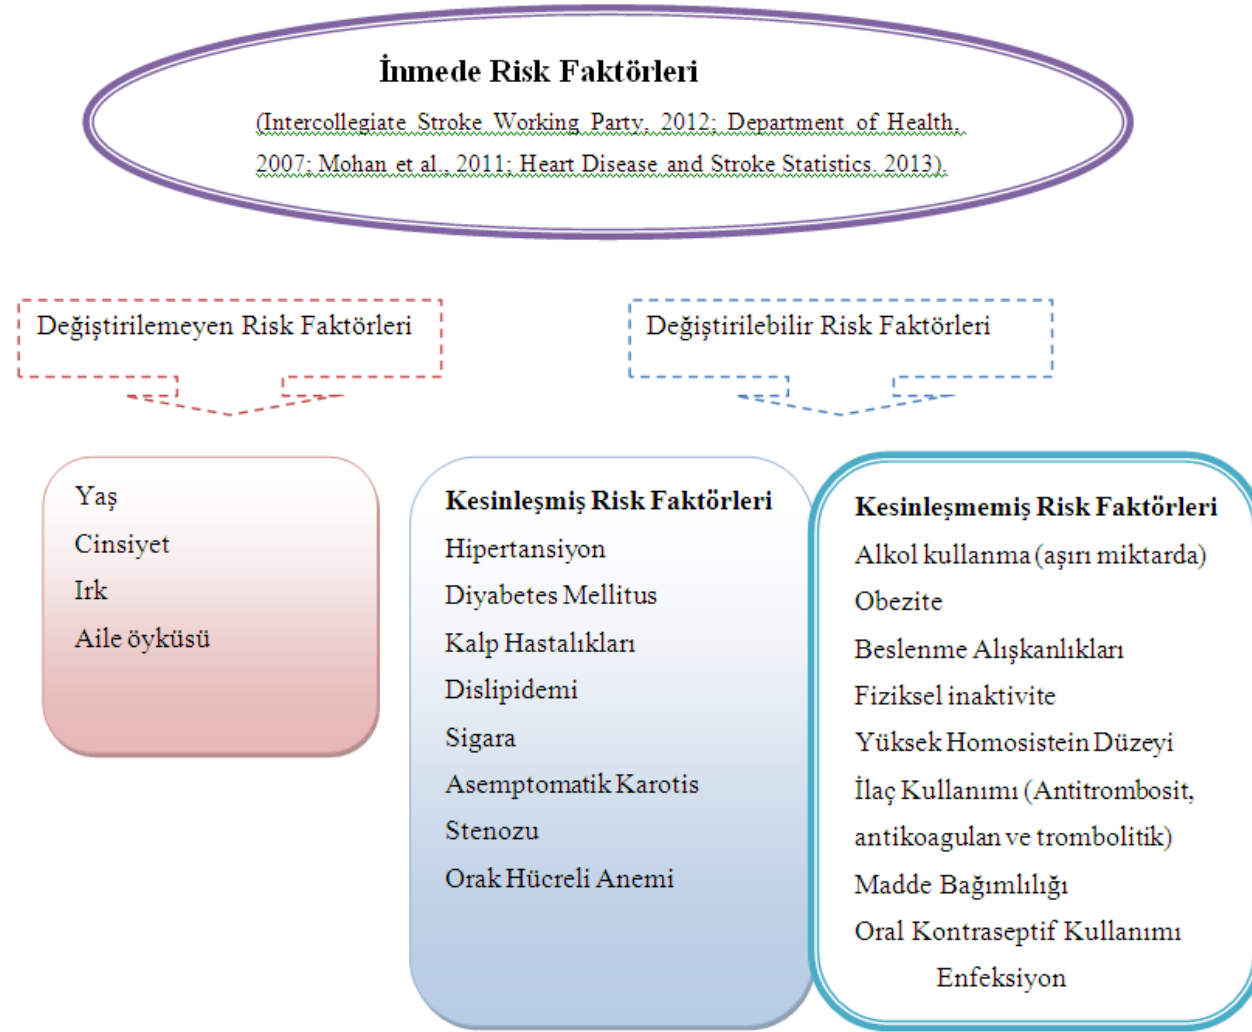 İnmede Risk Faktörleri
(Intercollegiate Stroke Working Party, 2012; Department of Health,
2007; Mohan et al., 2011; Heart Disease and Stroke Statistics. 2013).
Değiştirilemeyen Risk Faktörleri
Değiştirilebilir Risk Faktörleri
Yaş
Cinsiyet
Irk
Aile öyküsü
Kesinleşmiş Risk Faktörleri
Hipertansiyon
Diyabetes Mellitus
Kalp Hastalıkları
Dislipidemi
Sigara
Asemptomatik Karotis
Stenozu
Orak Hücreli Anemi
Kesinleşmemiş Risk Faktörleri
Alkol kullanma (aşırı miktarda)
Obezite
Beslenme Alışkanlıkları
Fiziksel inaktivite
Yüksek Homosistein Düzeyi
İlaç Kullanımı (Antitrombosit,
antikoagulan ve trombolitik)
Madde Bağımlılığı
Oral Kontraseptif Kullanımı
Enfeksiyon